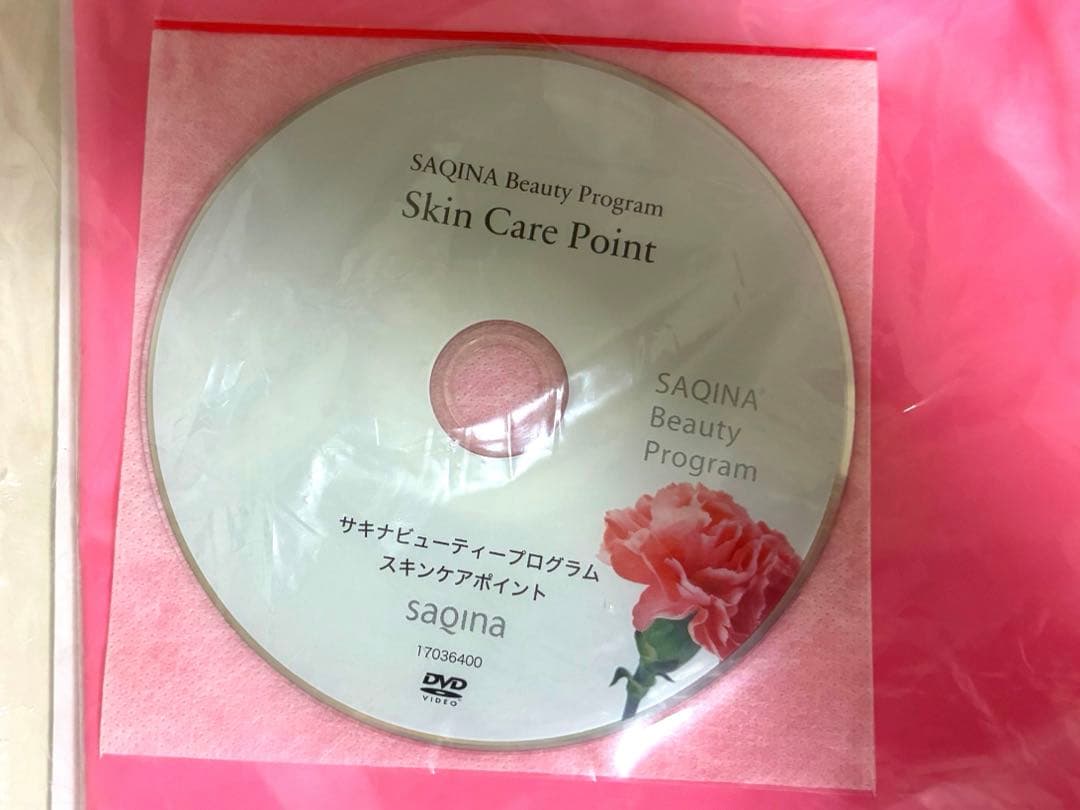 SAQINA Beauty Program
Skin Care Point
SAQINA®
Beauty
Program
サキナビューティープログラム
スキンケアポイント
saqina
17036400
DVD
VIDEO